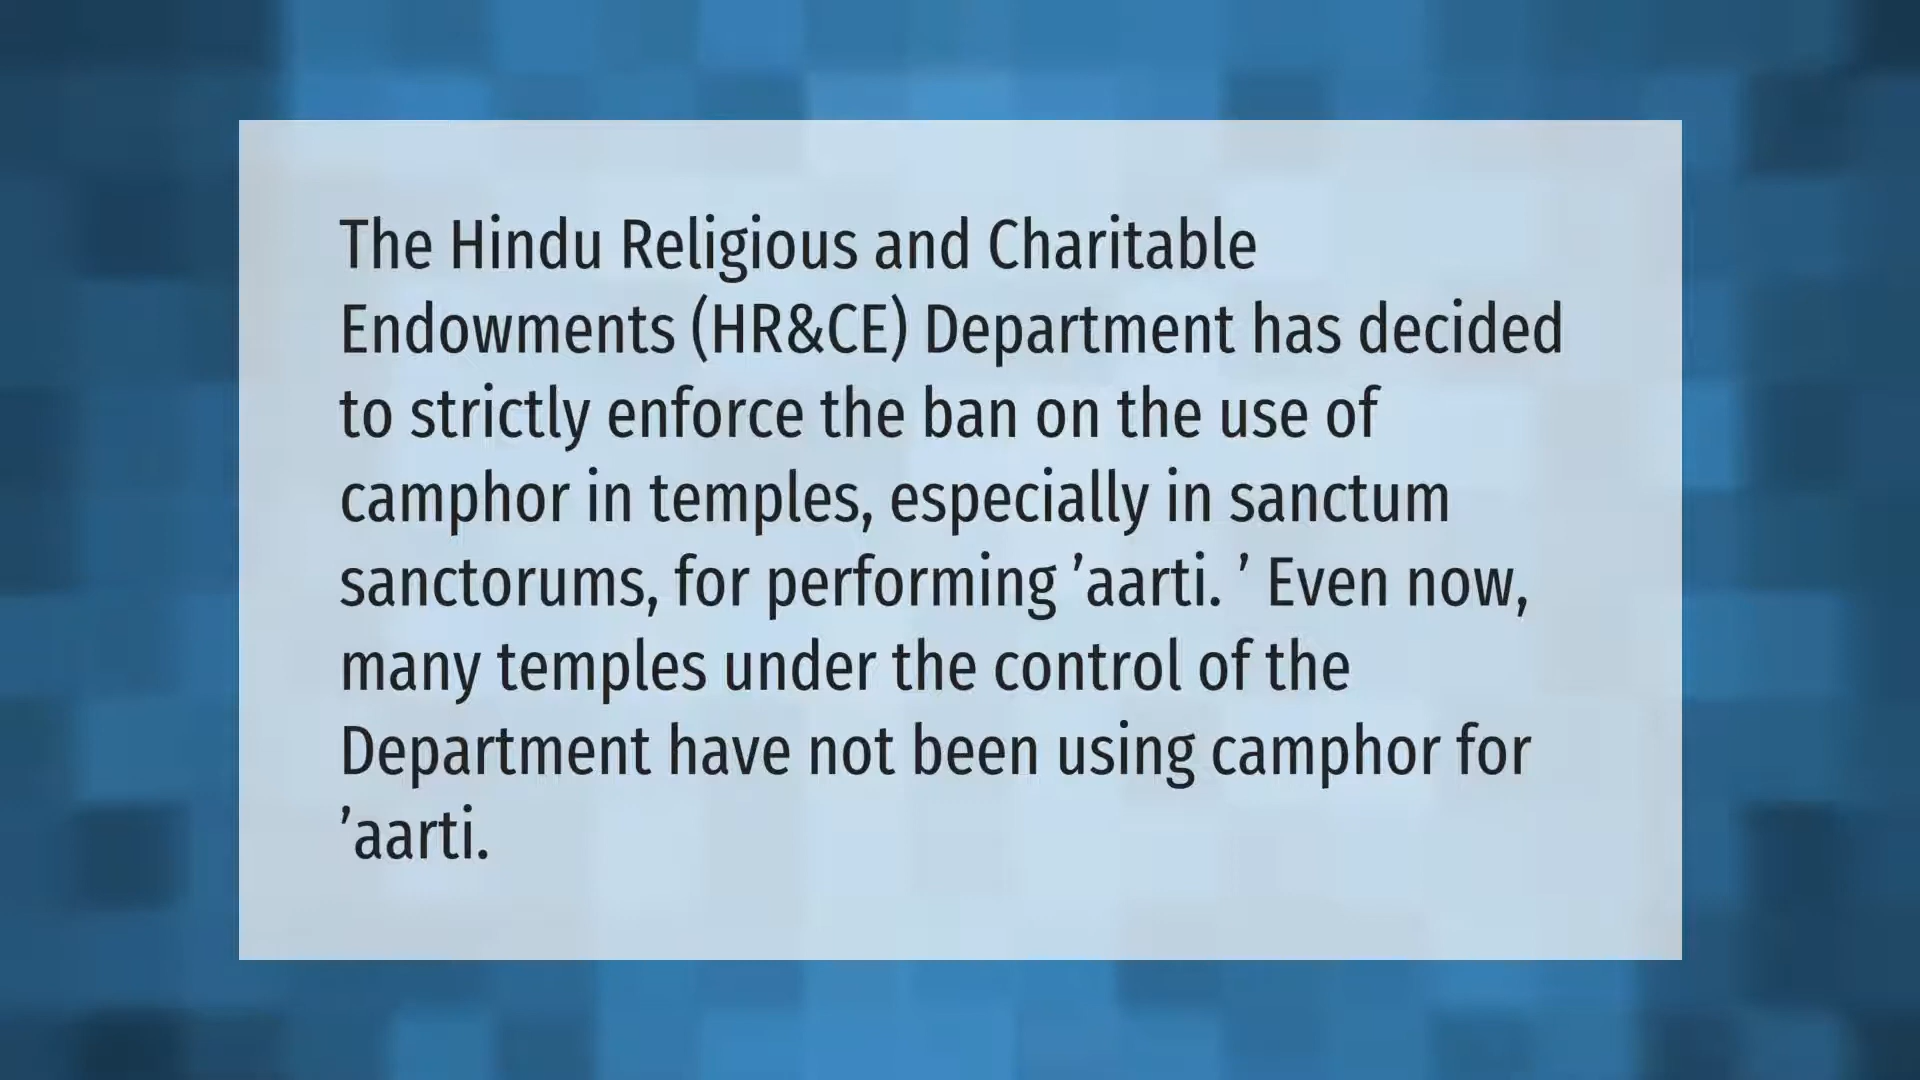 The Hindu Religious and Charitable
Endowments (HR&CE) Department has decided
to strictly enforce the ban on the use of
camphor in temples, especially in sanctum
sanctorums, for performing ’aarti. ’ Even now,
many temples under the control of the
Department have not been using camphor for
’aarti.